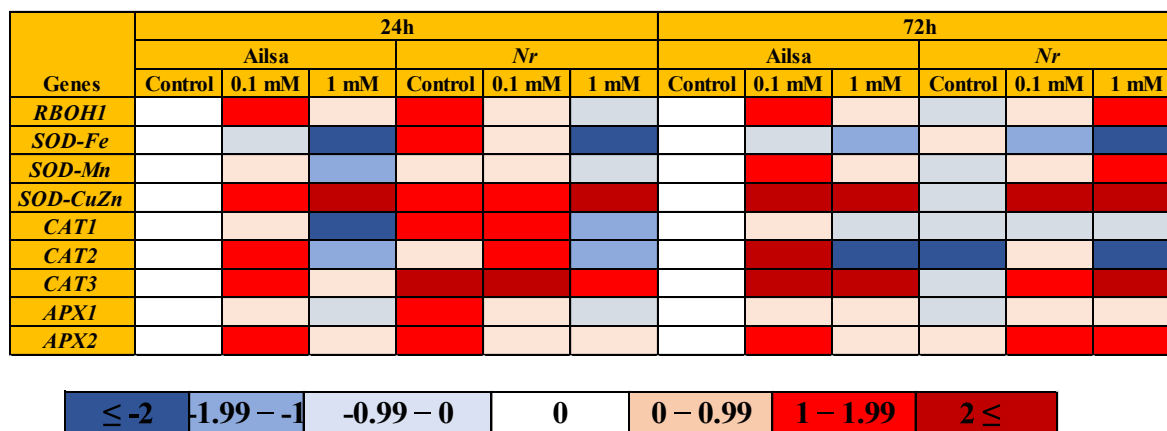 24h 72h
Ailsa Nr Ailsa Nr
Genes Control 0.1 mM 1 mM Control 0.1 mM 1 mM Control 0.1 mM 1 mM Control 0.1 mM 1 mM
RBOH1
SOD-Fe
SOD-Mn
SOD-CuZn
CAT1
CAT2
CAT3
APX1
APX2
≤ -2 -1.99 – -1 -0.99 – 0 0 0 – 0.99 1 – 1.99 2 ≤